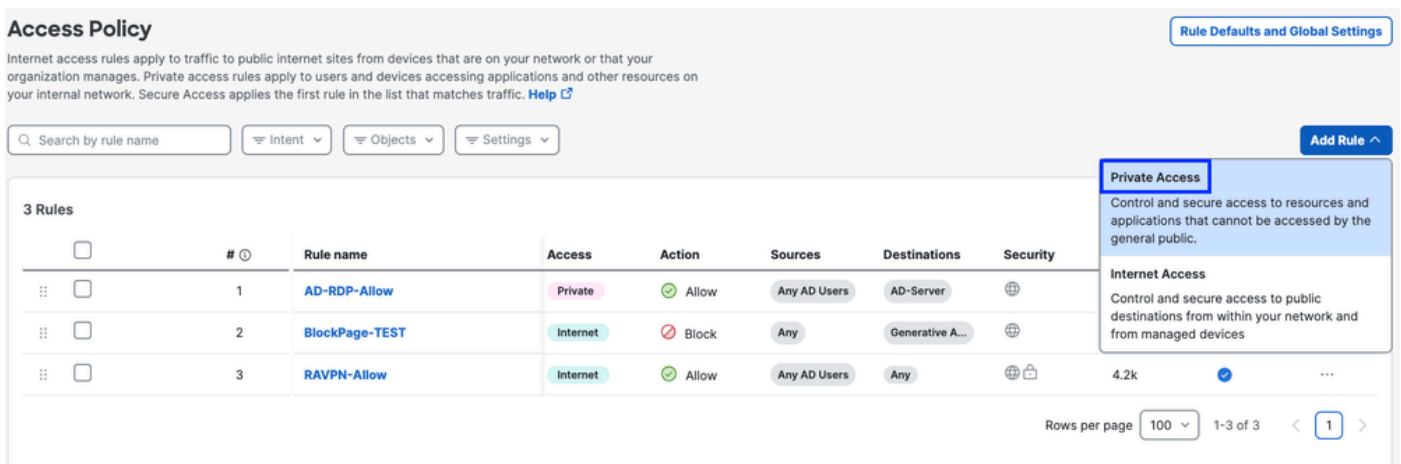 Access Policy
Rule Defaults and Global Settings
Internet access rules apply to traffic to public internet sites from devices that are on your network or that your
organization manages. Private access rules apply to users and devices accessing applications and other resources on
your internal network. Secure Access applies the first rule in the list that matches traffic. Help
Search by rule name
Intent
Objects
Settings
Add Rule
Private Access
Control and secure access to resources and
applications that cannot be accessed by the
general public.
Internet Access
Control and secure access to public
destinations from within your network and
from managed devices
3 Rules
# Rule name Access Action Sources Destinations Security
1 AD-RDP-Allow Private Allow Any AD Users AD-Server
2 BlockPage-TEST Internet Block Any Generative A...
3 RAVPN-Allow Internet Allow Any AD Users Any 4.2k ...
Rows per page 100 1-3 of 3 < 1 >